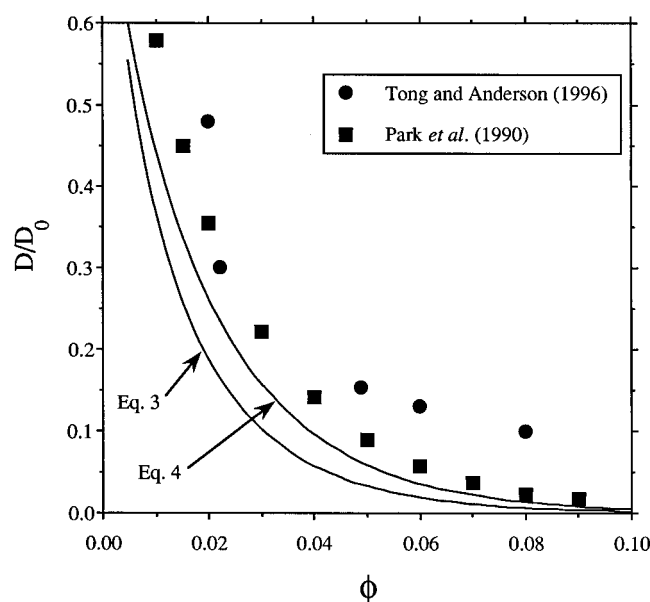 0.6
0.5
0.4
0.3
0.2
0.1
0.0
D/D0
Tong and Anderson (1996)
Park et al. (1990)
Eq. 3
Eq. 4
0.00 0.02 0.04 0.06 0.08 0.10
ϕ